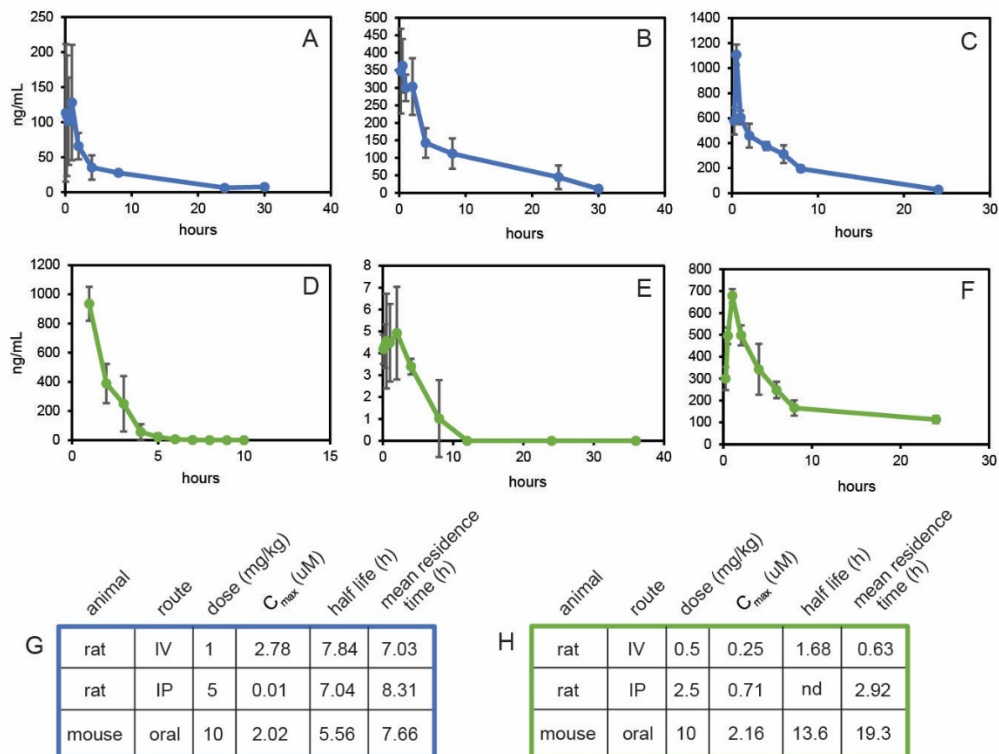 A
250
200
150
100
50
0
ng/mL
0 10 20 30 40
hours
B
500
450
400
350
300
250
200
150
100
50
0
0 10 20 30 40
hours
C
1400
1200
1000
800
600
400
200
0
0 10 20 30
hours
D
1200
1000
800
600
400
200
0
ng/mL
0 5 10 15
hours
E
8
7
6
5
4
3
2
1
0
0 10 20 30 40
hours
F
800
700
600
500
400
300
200
100
0
0 10 20 30
hours
G
animal route dose (mg/kg) Cmax (uM) half life (h) mean residence time (h)
rat IV 1 2.78 7.84 7.03
rat IP 5 0.01 7.04 8.31
mouse oral 10 2.02 5.56 7.66
H
animal route dose (mg/kg) Cmax (uM) half life (h) mean residence time (h)
rat IV 0.5 0.25 1.68 0.63
rat IP 2.5 0.71 nd 2.92
mouse oral 10 2.16 13.6 19.3